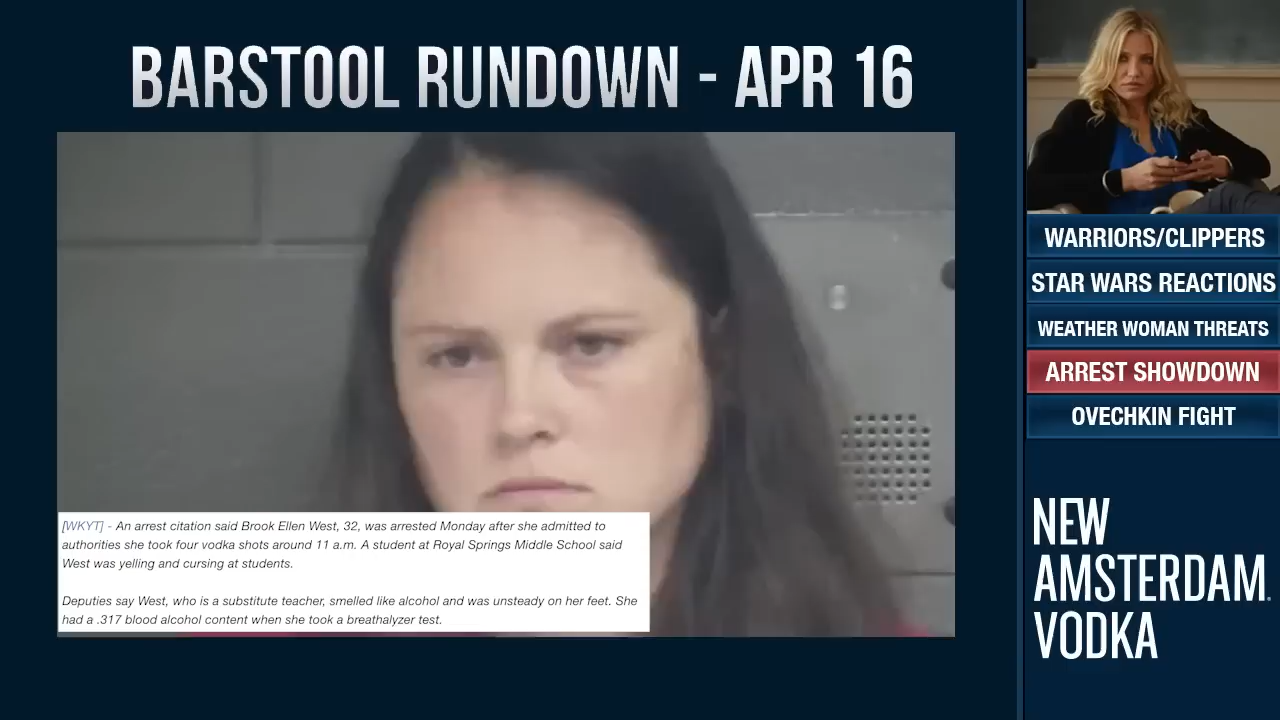 BARSTOOL RUNDOWN - APR 16
[WKYT] - An arrest citation said Brook Ellen West, 32, was arrested Monday after she admitted to
authorities she took four vodka shots around 11 a.m. A student at Royal Springs Middle School said
West was yelling and cursing at students.
Deputies say West, who is a substitute teacher, smelled like alcohol and was unsteady on her feet. She
had a .317 blood alcohol content when she took a breathalyzer test.
WARRIORS/CLIPPERS
STAR WARS REACTIONS
WEATHER WOMAN THREATS
ARREST SHOWDOWN
OVECHKIN FIGHT
NEW
AMSTERDAM.
VODKA